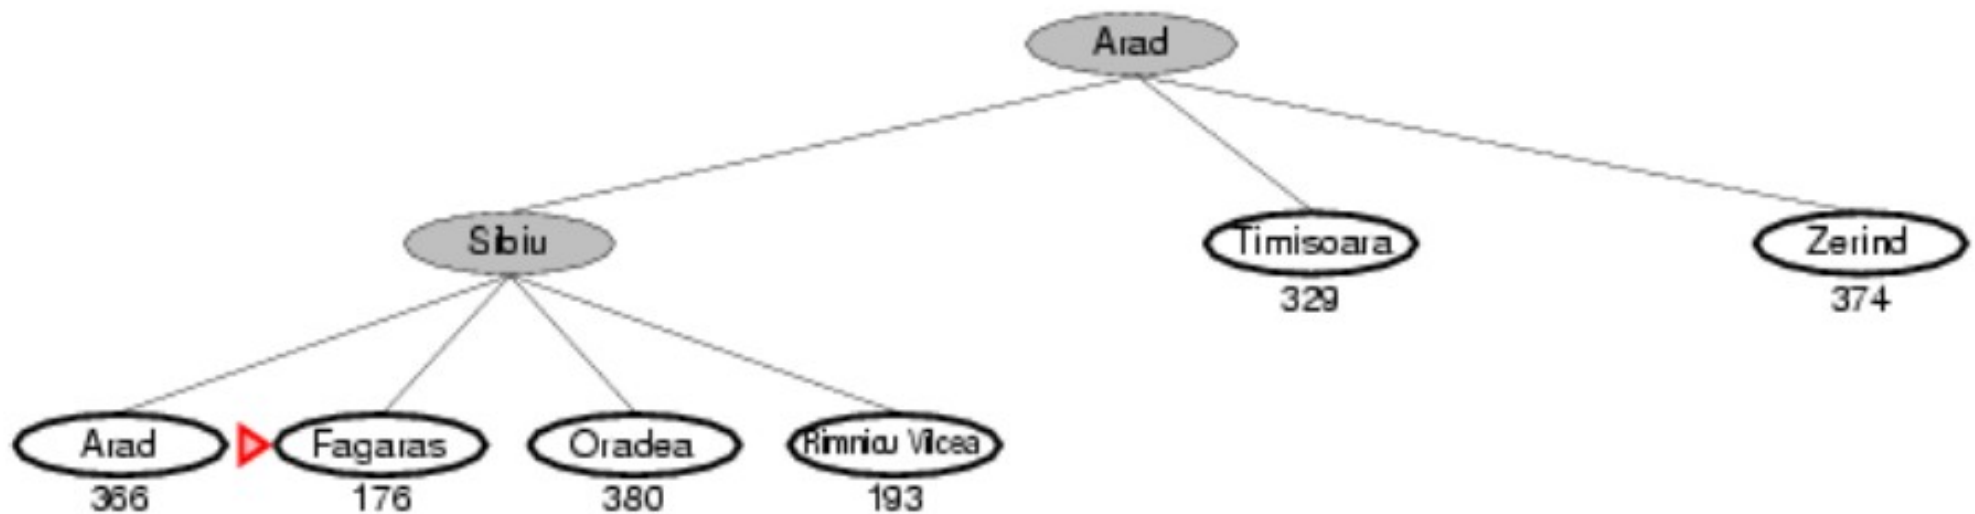 Arad
Sibiu
Timisoara
Zerind
329
374
Arad
Fagaras
Oradea
Rimnicu Vilcea
366
176
380
193